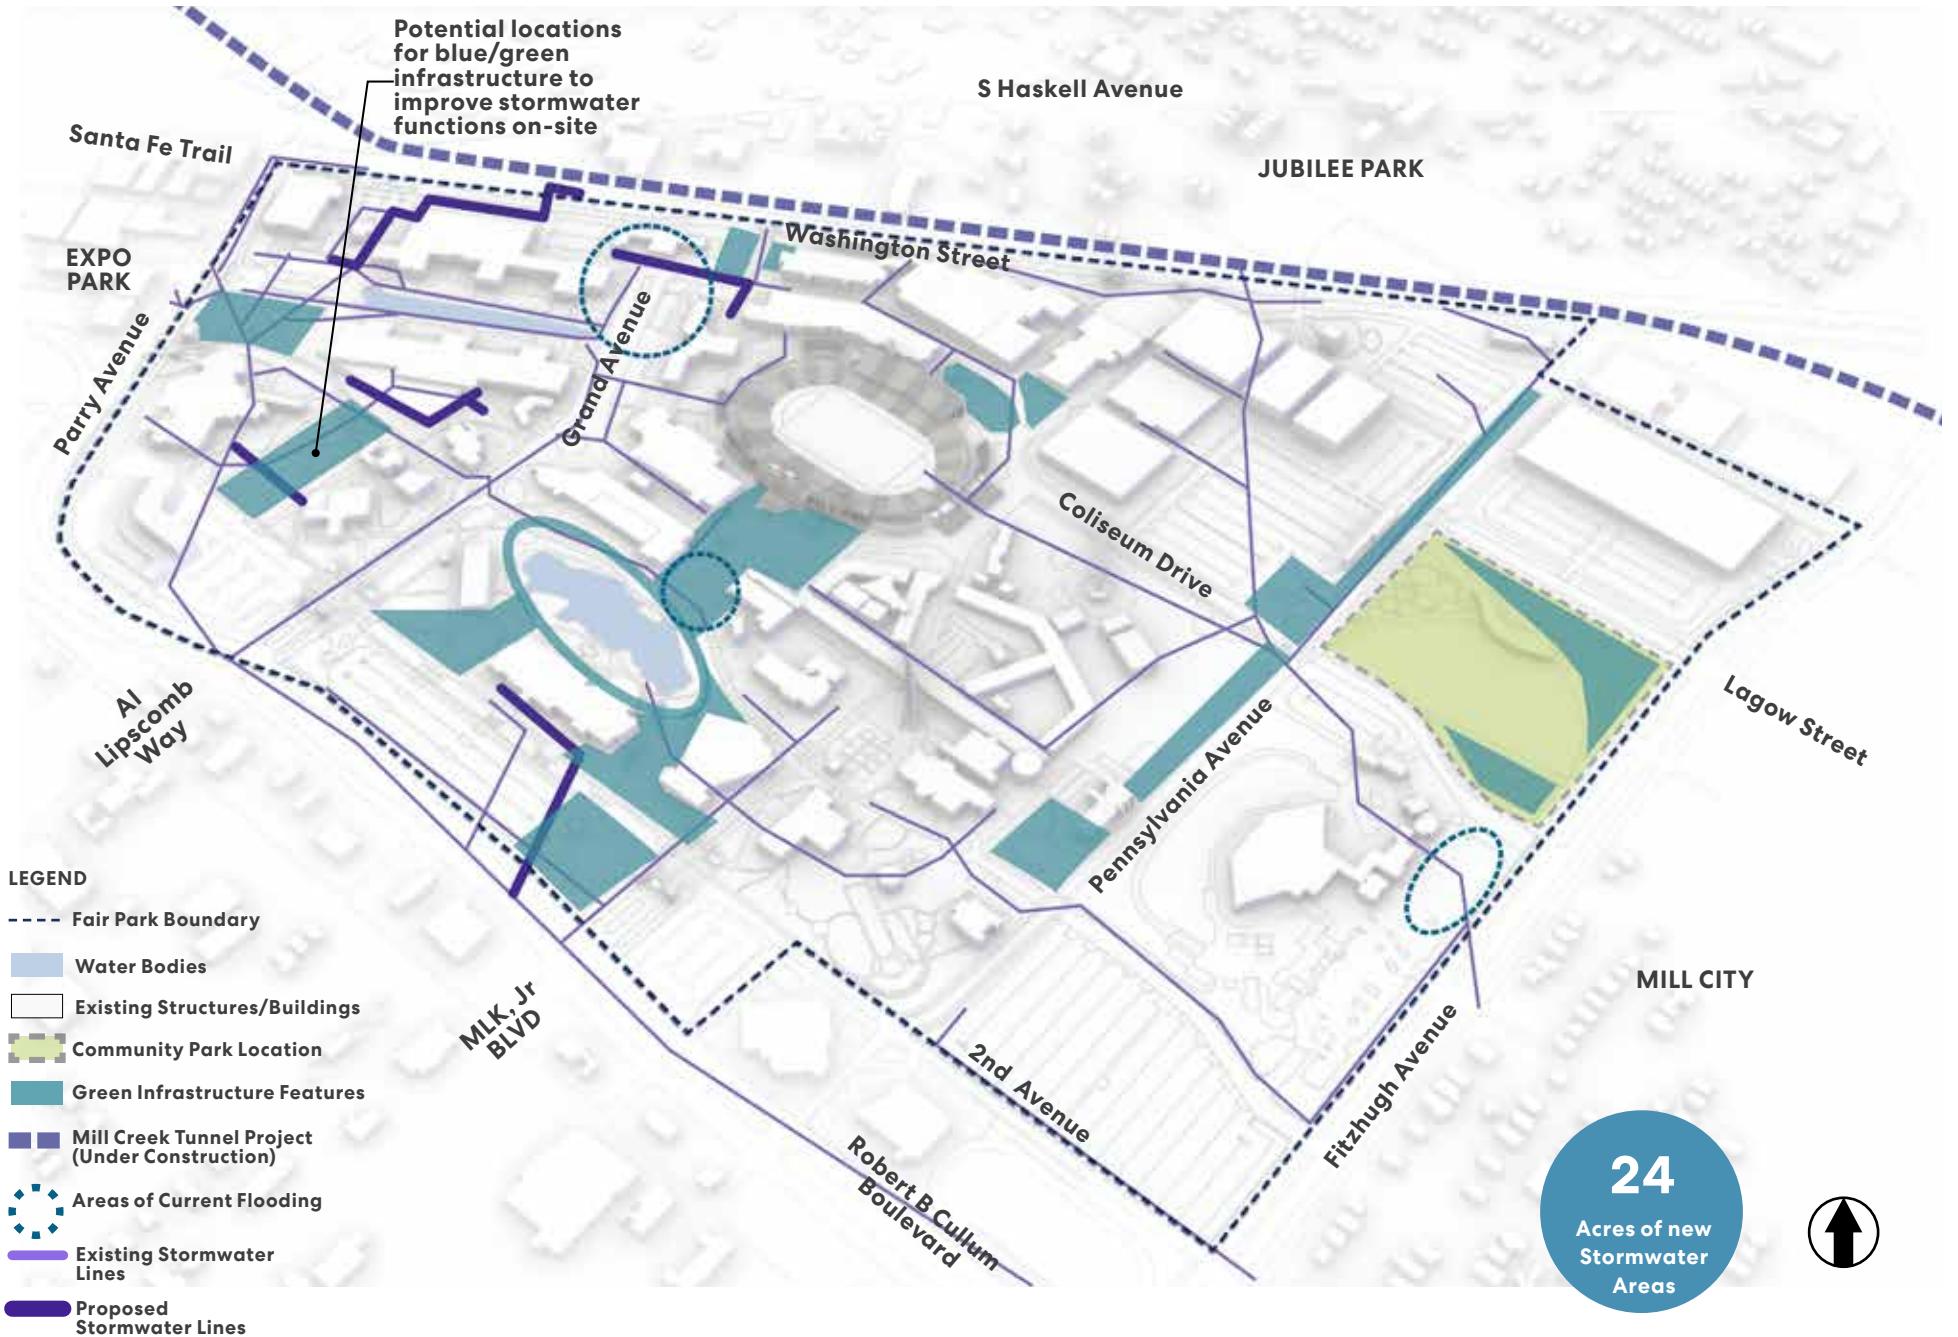 Potential locations
for blue/green
infrastructure to
improve stormwater
functions on-site
S Haskell Avenue
Santa Fe Trail
JUBILEE PARK
Washington Street
EXPO
PARK
Grand Avenue
Parry Avenue
Coliseum Drive
Al
Lipscomb
Way
Lagow Street
Pennsylvania Avenue
MLK, Jr
BLVD
MILL CITY
2nd Avenue
Fitzhugh Avenue
Robert B Cullum
Boulevard
LEGEND
Fair Park Boundary
Water Bodies
Existing Structures/Buildings
Community Park Location
Green Infrastructure Features
Mill Creek Tunnel Project
(Under Construction)
Areas of Current Flooding
Existing Stormwater
Lines
Proposed
Stormwater Lines
24
Acres of new
Stormwater
Areas